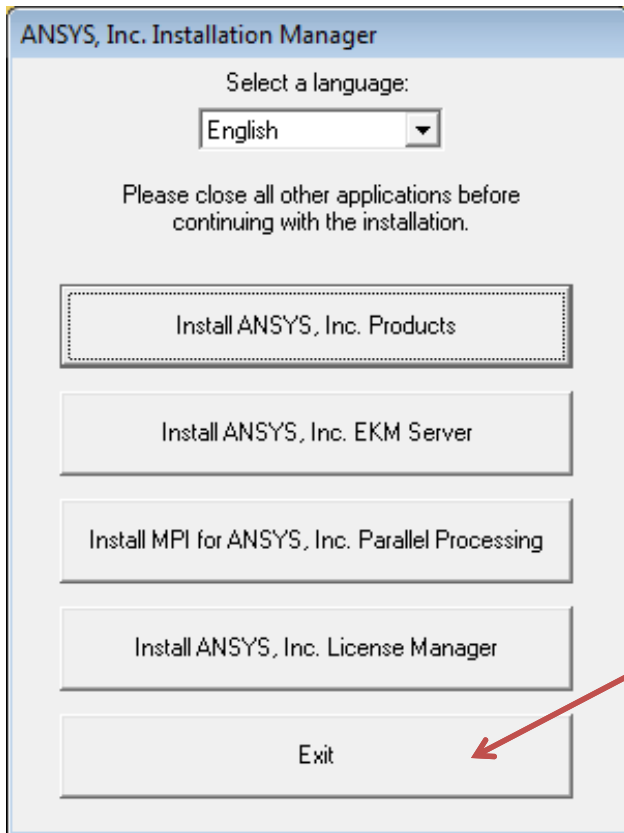 ANSYS, Inc. Installation Manager
Select a language:
English
Please close all other applications before
continuing with the installation.
Install ANSYS, Inc. Products
Install ANSYS, Inc. EKM Server
Install MPI for ANSYS, Inc. Parallel Processing
Install ANSYS, Inc. License Manager
Exit